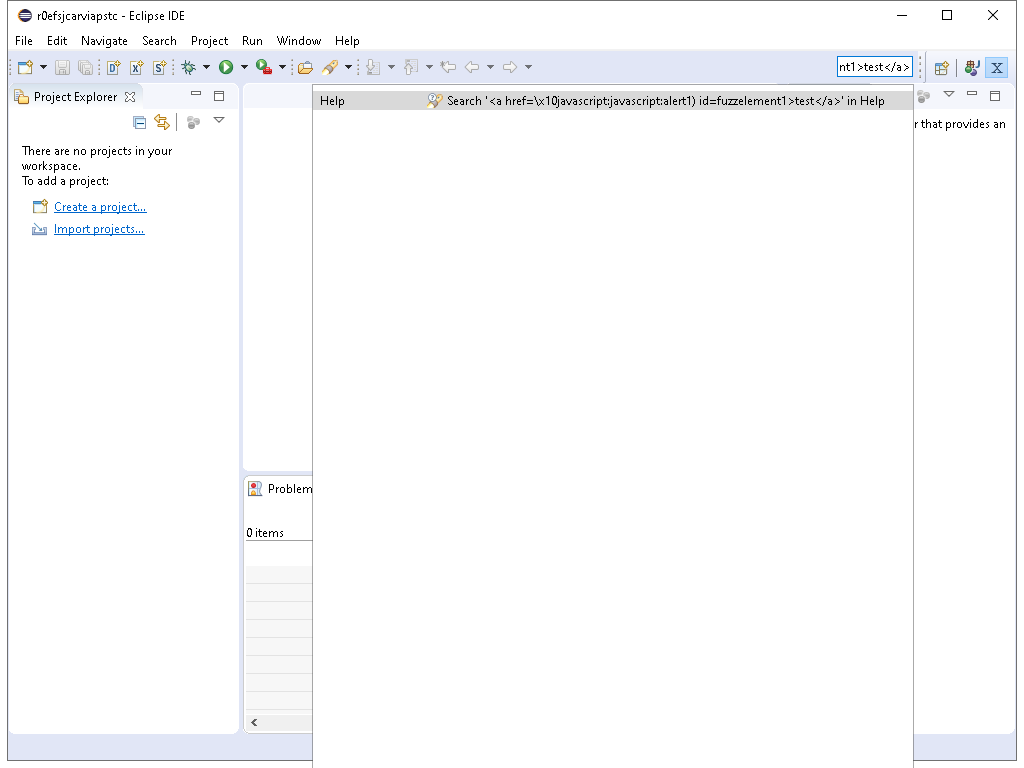 r0efsjcarviapstc - Eclipse IDE
File Edit Navigate Search Project Run Window Help
nt1>test</a>
Project Explorer
Help Search '<a href=\x10javascript:javascript:alert1) id=fuzzelement1>test</a>' in Help
r that provides an
There are no projects in your
workspace.
To add a project:
Create a project...
Import projects...
Problem
0 items